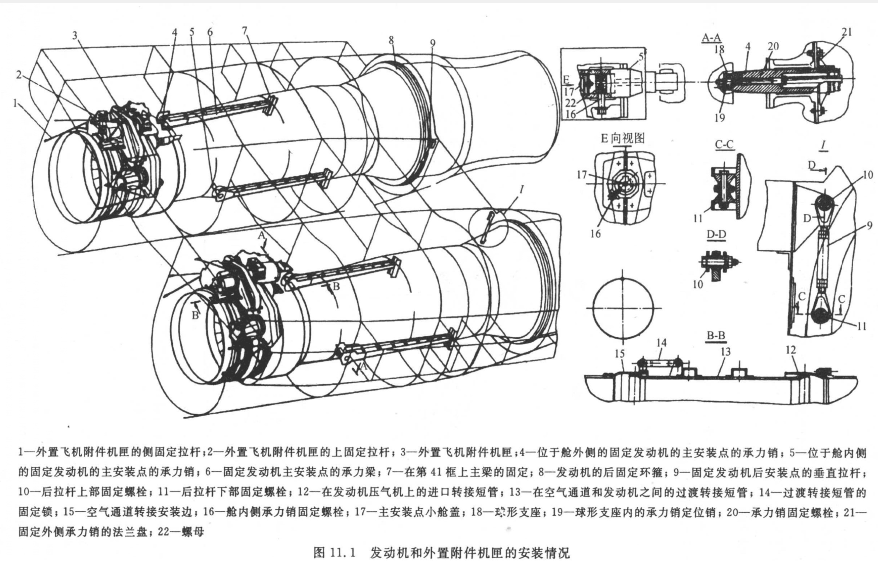 3
4
5
6
7
8
9
2
1
I
A
B
B
A
E
17
22
16
5
A-A
18
4
20
21
19
E向视图
17
16
C-C
11
D-D
10
I
D
10
D
9
C
C
11
B-B
15
14
13
12
1—外置飞机附件机匣的侧固定拉杆;2—外置飞机附件机匣的上固定拉杆;3—外置飞机附件机匣;4—位于舱外侧的固定发动机的主安装点的承力销;5—位于舱内侧
的固定发动机的主安装点的承力销;6—固定发动机主安装点的承力梁;7—在第41框上主梁的固定;8—发动机的后固定环箍;9—固定发动机后安装点的垂直拉杆;
10—后拉杆上部固定螺栓;11—后拉杆下部固定螺栓;12—在发动机压气机上的进口转接短管;13—在空气通道和发动机之间的过渡转接短管;14—过渡转接短管的
固定锁;15—空气通道转接安装边;16—舱内侧承力销固定螺栓;17—主安装点小舱盖;18—球形支座;19—球形支座内的承力销定位销;20—承力销固定螺栓;21—
固定外侧承力销的法兰盘;22—螺母
图 11.1 发动机和外置附件机匣的安装情况